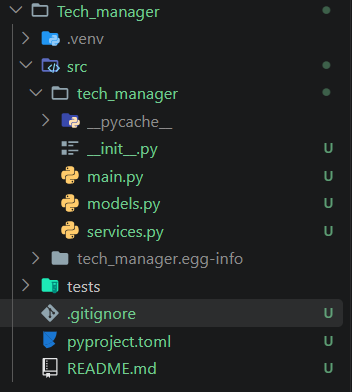 Tech_manager
.venv
src
tech_manager
__pycache__
__init__.py U
main.py U
models.py U
services.py U
tech_manager.egg-info
tests
.gitignore U
pyproject.toml U
README.md U